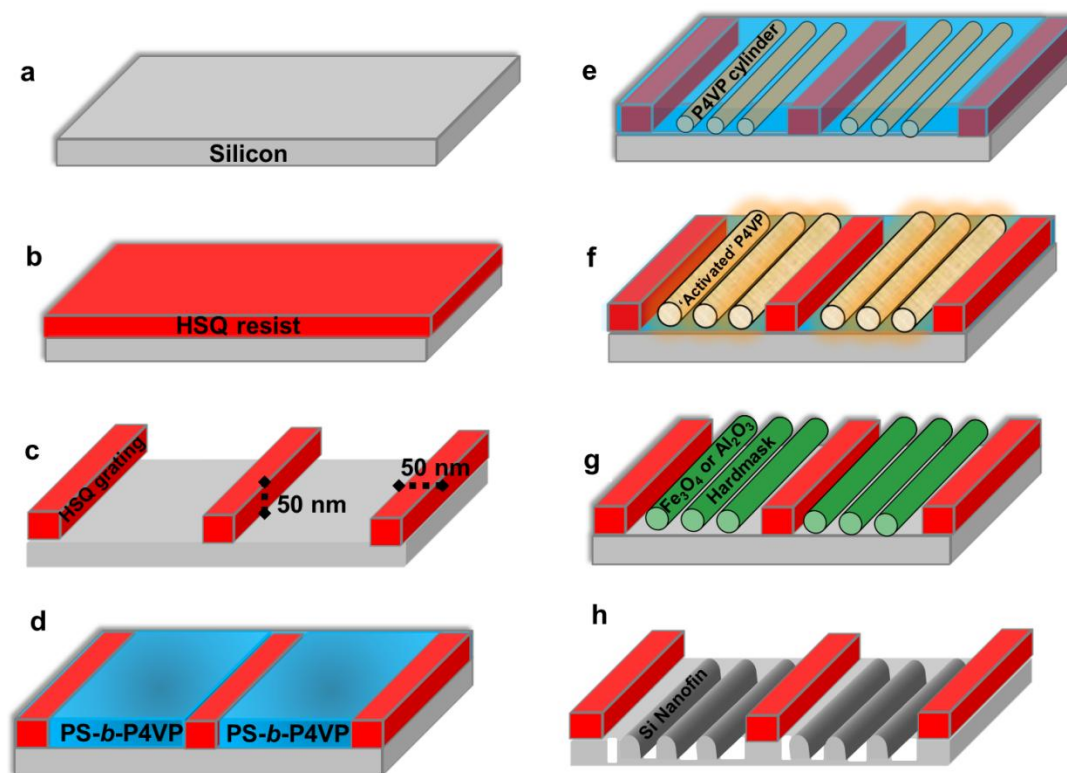 a
Silicon
b
HSQ resist
c
HSQ grating
50 nm
50 nm
d
PS-b-P4VP
PS-b-P4VP
e
P4VP cylinder
f
'Activated' P4VP
g
Fe₃O₄ or Al₂O₃
Hardmask
h
Si Nanofin